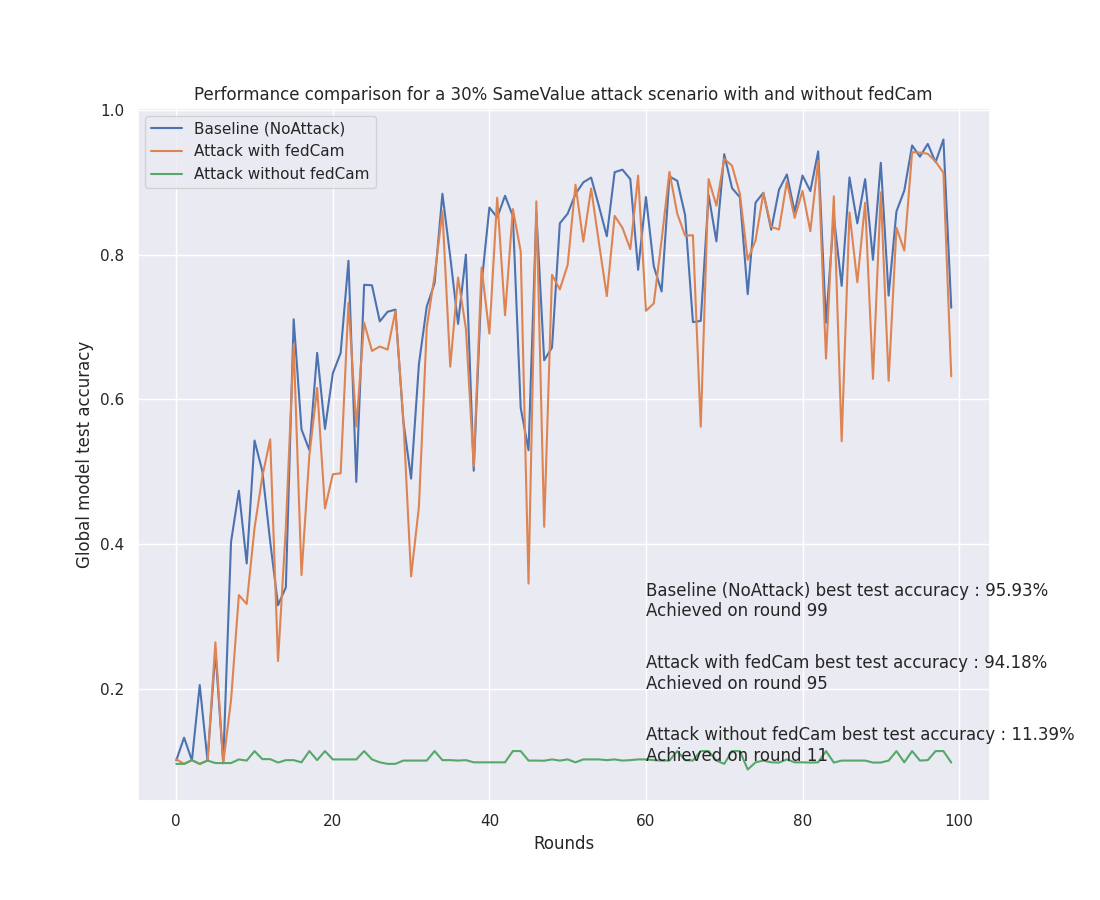 Performance comparison for a 30% SameValue attack scenario with and without fedCam
1.0
Baseline (NoAttack)
Attack with fedCam
Attack without fedCam
0.8
0.6
0.4
0.2
Global model test accuracy
Baseline (NoAttack) best test accuracy : 95.93%
Achieved on round 99
Attack with fedCam best test accuracy : 94.18%
Achieved on round 95
Attack without fedCam best test accuracy : 11.39%
Achieved on round 11
0 20 40 60 80 100
Rounds